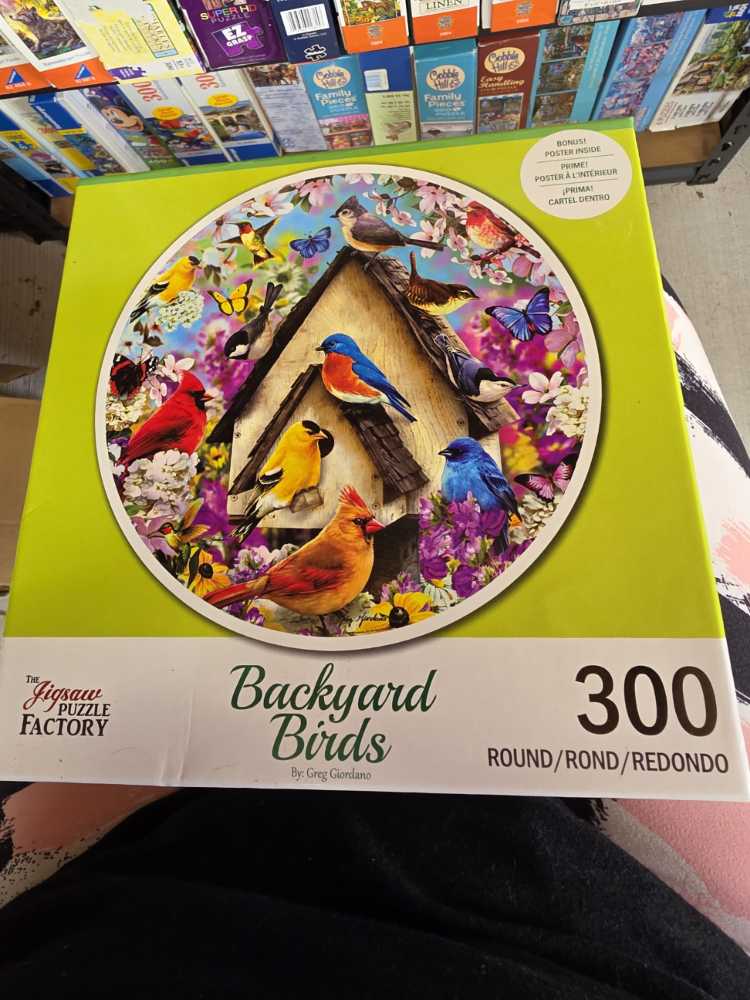 SUPER HD
PUZZLE
EZ
GRASP
LINEN
300
Cobble
Hill
Family
Pieces
Cobble
Hill
Family
Pieces
Cobble
Hill
Easy
Handling
BONUS!
POSTER INSIDE
PRIME!
POSTER À L'INTÉRIEUR
¡PRIMA!
CARTEL DENTRO
Giordano
THE
Jigsaw
PUZZLE
FACTORY
Backyard
Birds
By: Greg Giordano
300
ROUND/ROND/REDONDO